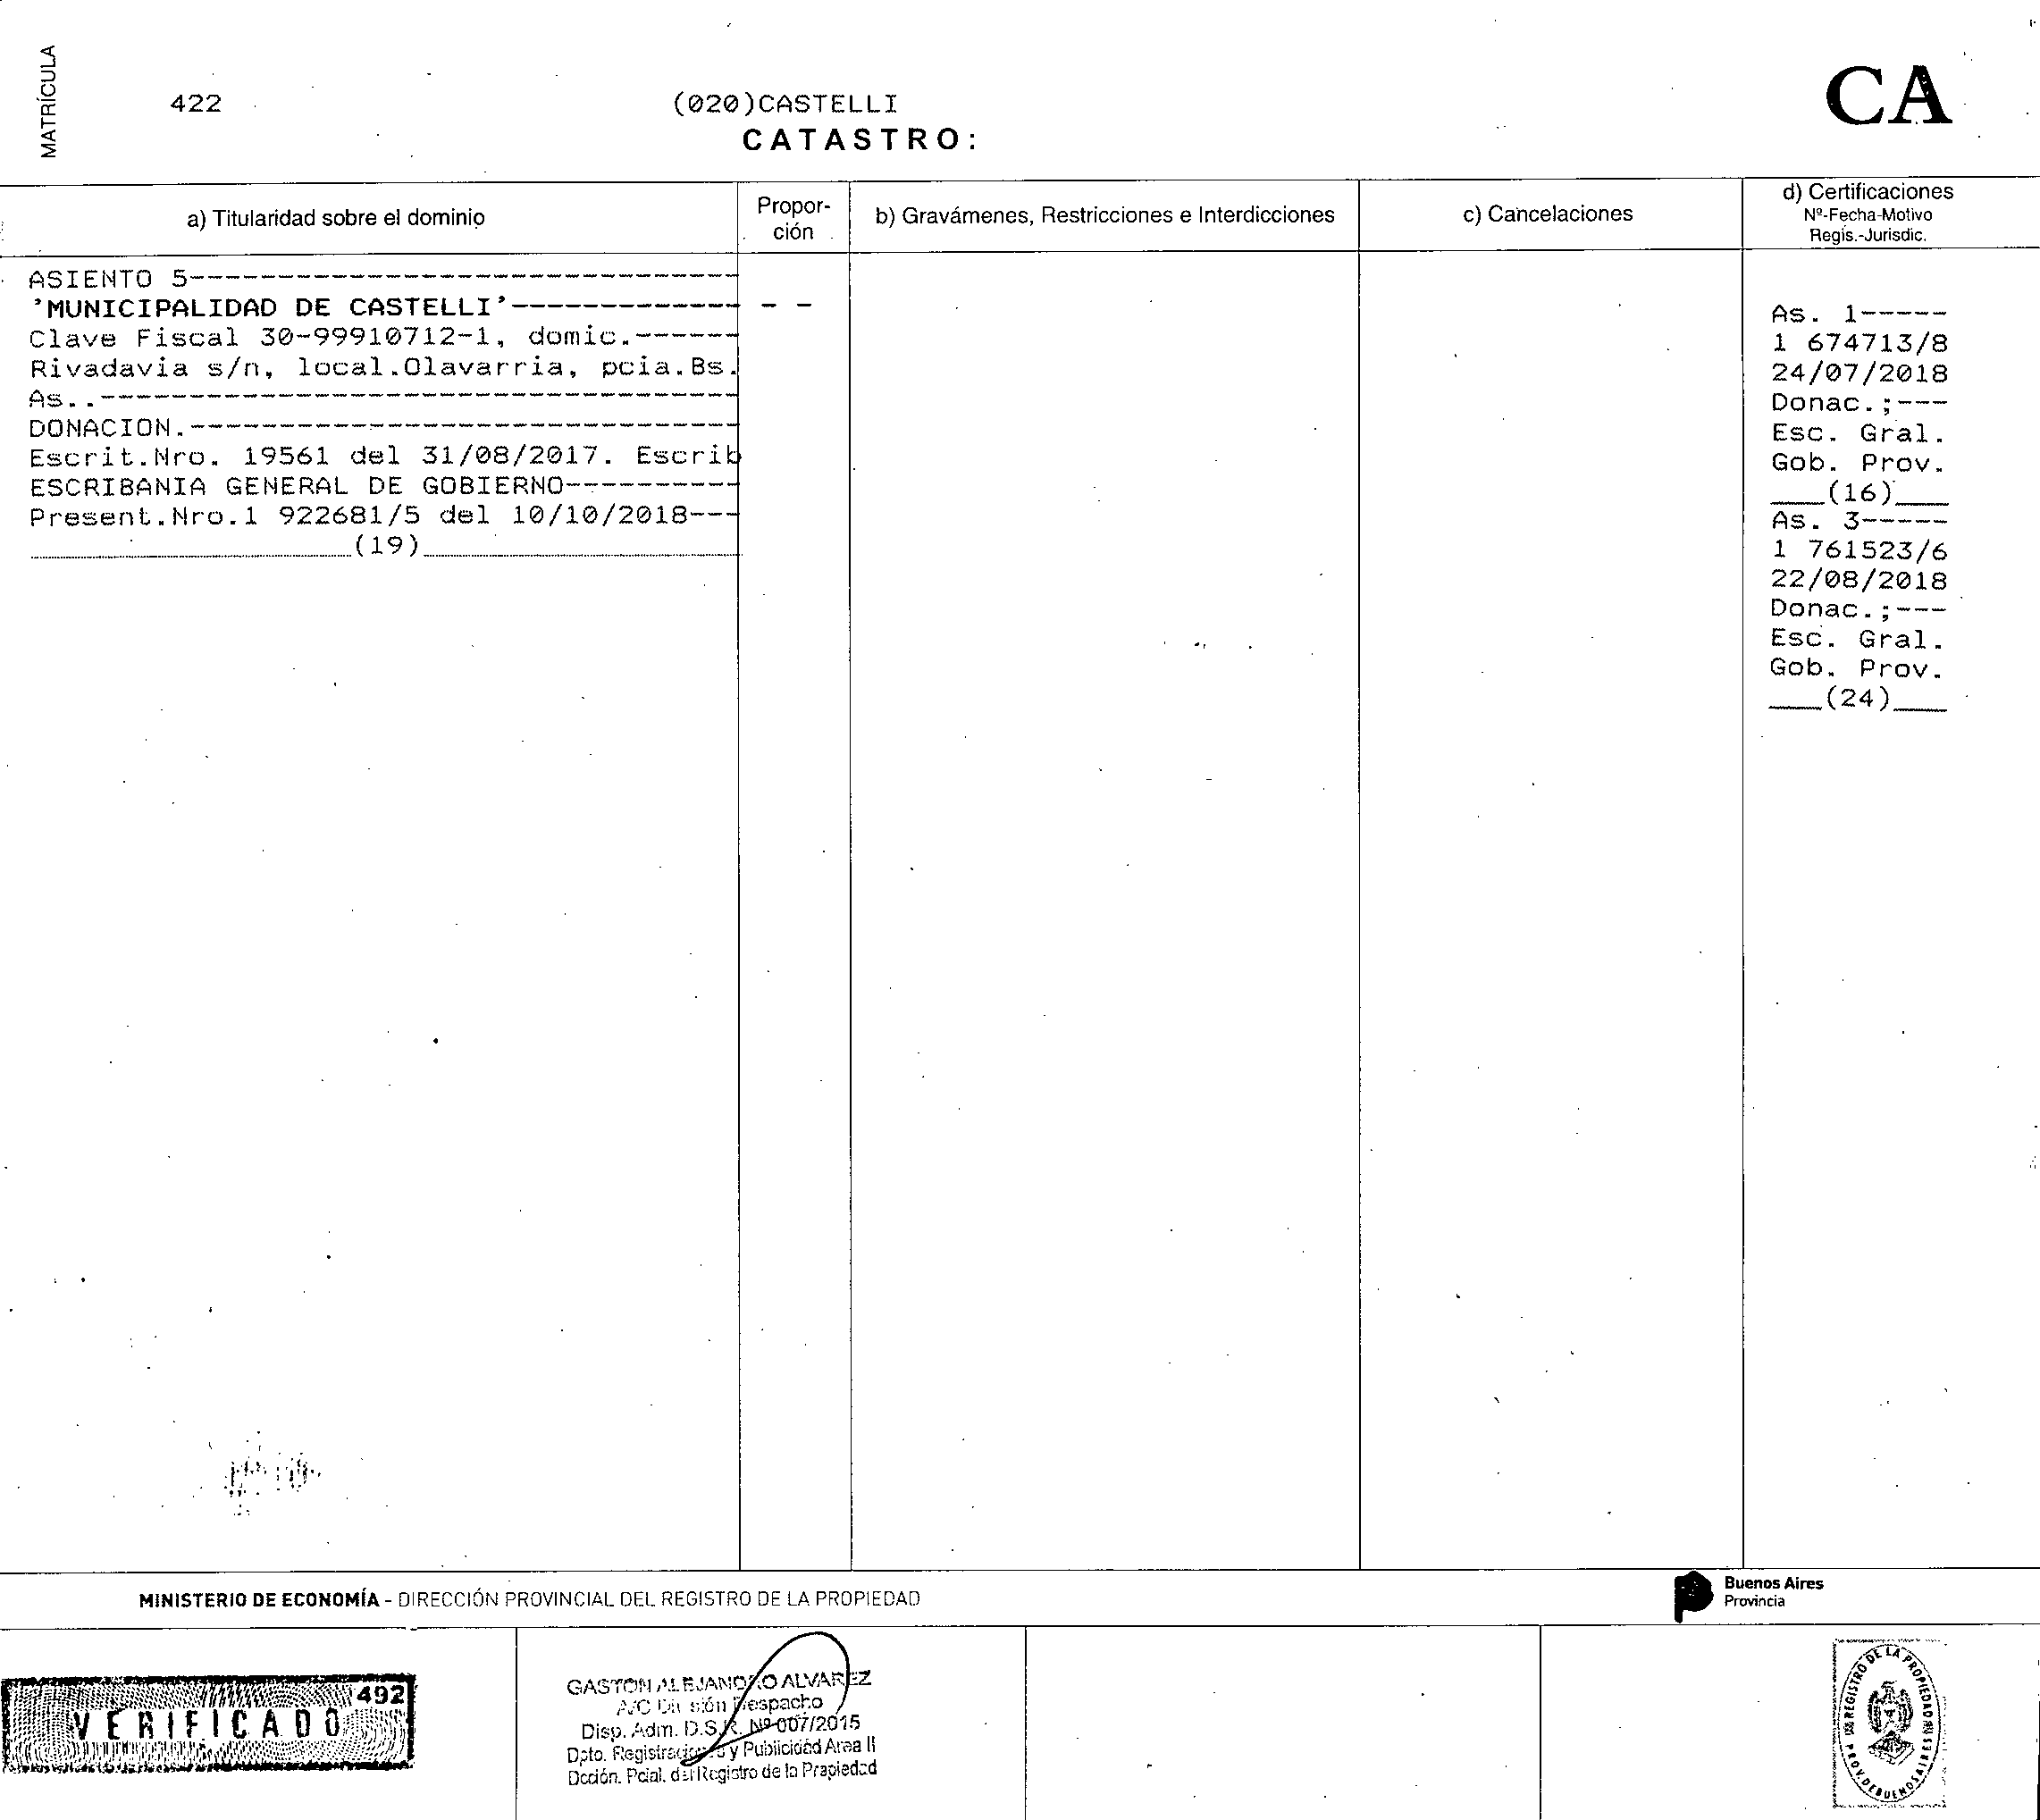 MATRÍCULA
422
(020)CASTELLI
CATASTRO:
CA
a) Titularidad sobre el dominio
Propor-
ción
b) Gravámenes, Restricciones e Interdicciones
c) Cancelaciones
d) Certificaciones
Nº-Fecha-Motivo
Regis.-Jurisdic.
ASIENTO 5-------------------------------
'MUNICIPALIDAD DE CASTELLI'------------- - -
Clave Fiscal 30-99910712-1, domic.------
Rivadavia s/n, local.Olavarria, pcia.Bs.
As..------------------------------------
DONACION.-------------------------------
Escrit.Nro. 19561 del 31/08/2017. Escrib
ESCRIBANIA GENERAL DE GOBIERNO----------
Present.Nro.1 922681/5 del 10/10/2018---
(19)
As. 1-----
1 674713/8
24/07/2018
Donac.;---
Esc. Gral.
Gob. Prov.
___(16)___
As. 3-----
1 761523/6
22/08/2018
Donac.;---
Esc. Gral.
Gob. Prov.
___(24)___
MINISTERIO DE ECONOMÍA - DIRECCIÓN PROVINCIAL DEL REGISTRO DE LA PROPIEDAD
Buenos Aires
Provincia
492
VERIFICADO
GASTON ALEJANDRO ALVAREZ
A/C División Despacho
Disp. Adm. D.S.R. Nº 007/2015
Dpto. Registraciones y Publicidad Area II
Dcción. Pcial. del Registro de la Propiedad
REGISTRO DE LA PROPIEDAD
PROV. DE BUENOS AIRES